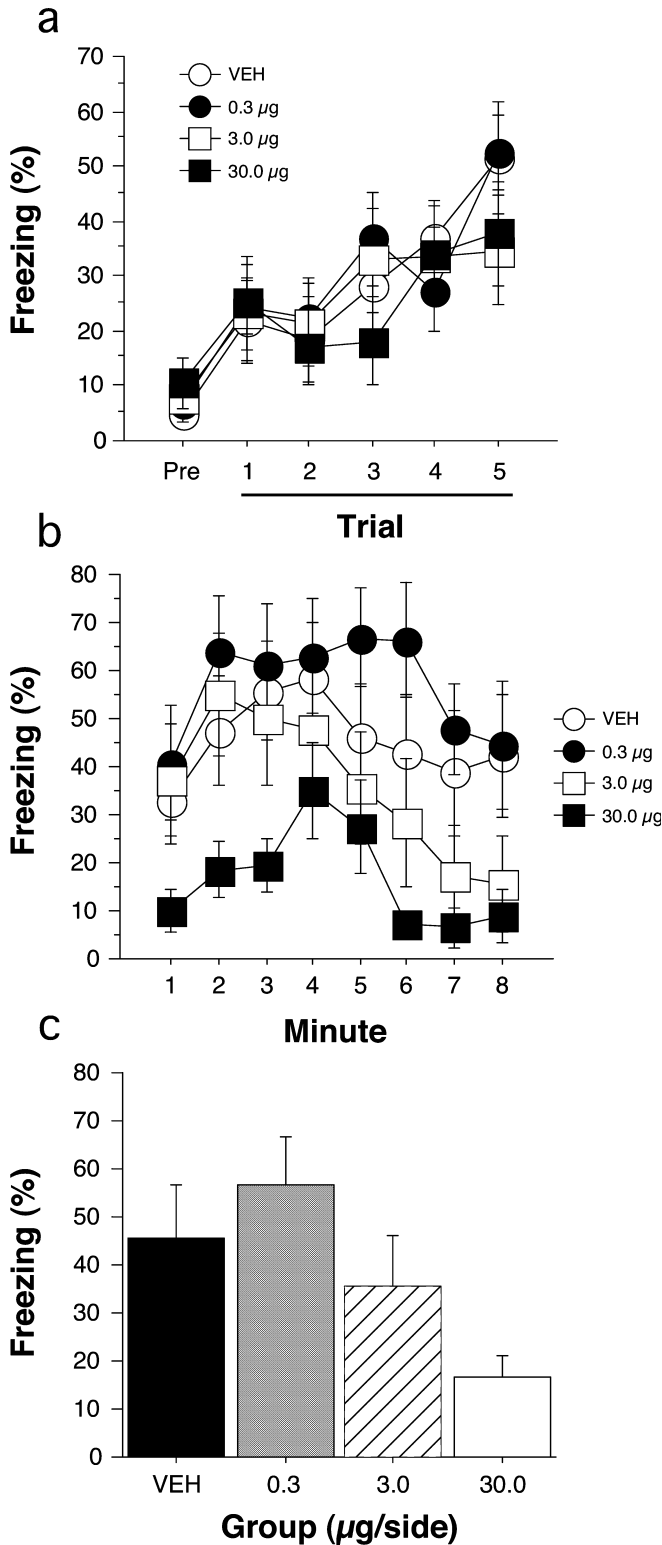 a
Freezing (%)
70
60
50
40
30
20
10
0
VEH
0.3 µg
3.0 µg
30.0 µg
Pre 1 2 3 4 5
Trial
b
Freezing (%)
80
70
60
50
40
30
20
10
0
VEH
0.3 µg
3.0 µg
30.0 µg
1 2 3 4 5 6 7 8
Minute
c
Freezing (%)
80
70
60
50
40
30
20
10
0
VEH 0.3 3.0 30.0
Group (µg/side)